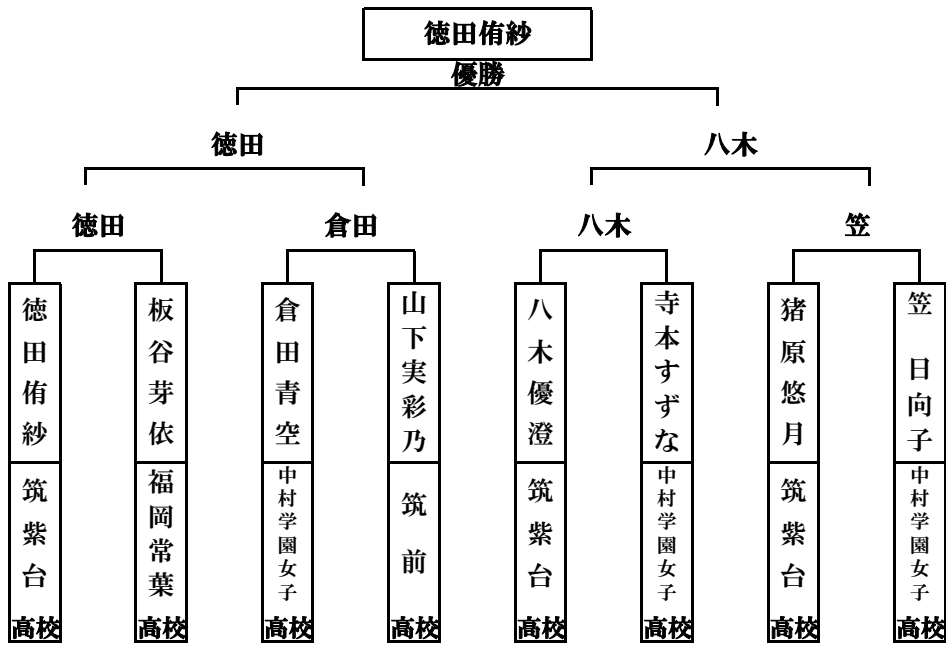 徳田侑紗
優勝
徳田
八木
徳田
倉田
八木
笠
徳田侑紗
筑紫台
高校
板谷芽依
福岡常葉
高校
倉田青空
中村学園女子
高校
山下実彩乃
筑前
高校
八木優澄
筑紫台
高校
寺本すずな
中村学園女子
高校
猪原悠月
筑紫台
高校
笠 日向子
中村学園女子
高校